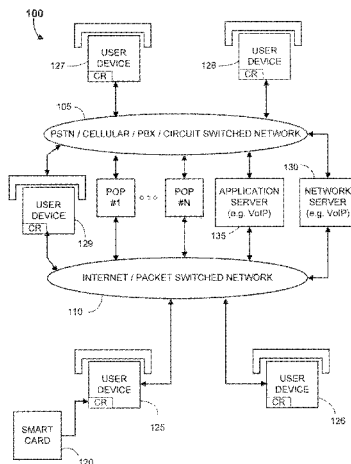 100
USER
DEVICE
CR
127
USER
DEVICE
CR
128
105
PSTN / CELLULAR / PBX / CIRCUIT SWITCHED NETWORK
130
USER
DEVICE
CR
129
POP
#1
o o o
POP
#N
APPLICATION
SERVER
(e.g. VoIP)
135
NETWORK
SERVER
(e.g. VoIP)
INTERNET / PACKET SWITCHED NETWORK
110
125
USER
DEVICE
CR
USER
DEVICE
CR
126
SMART
CARD
120